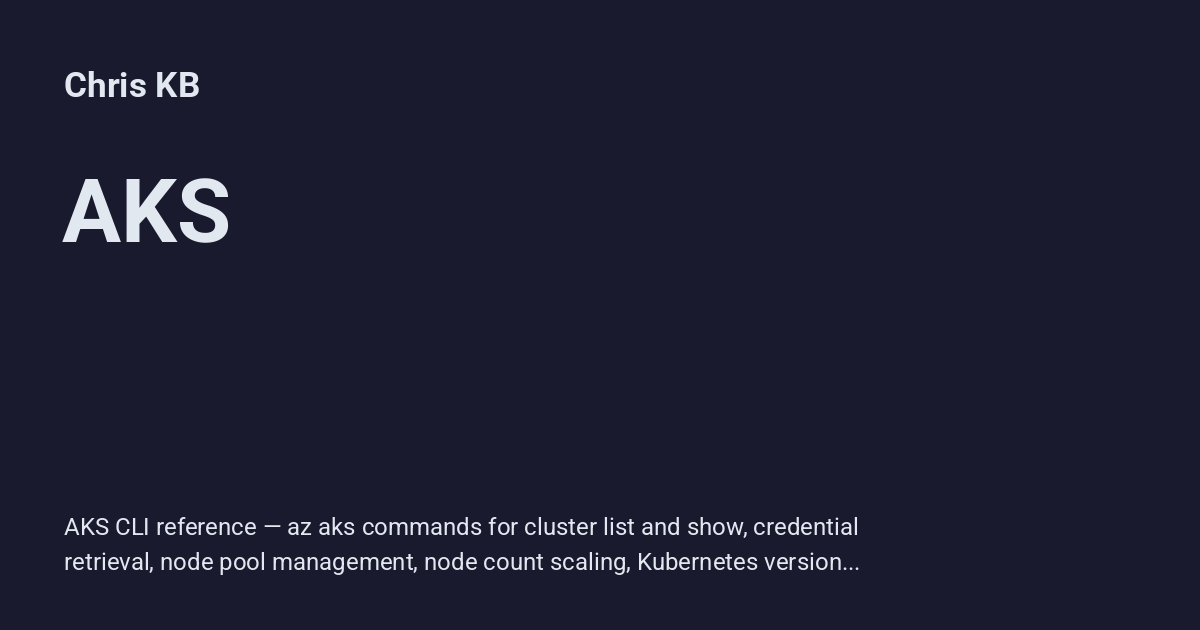 Chris KB
AKS
AKS CLI reference — az aks commands for cluster list and show, credential
retrieval, node pool management, node count scaling, Kubernetes version...